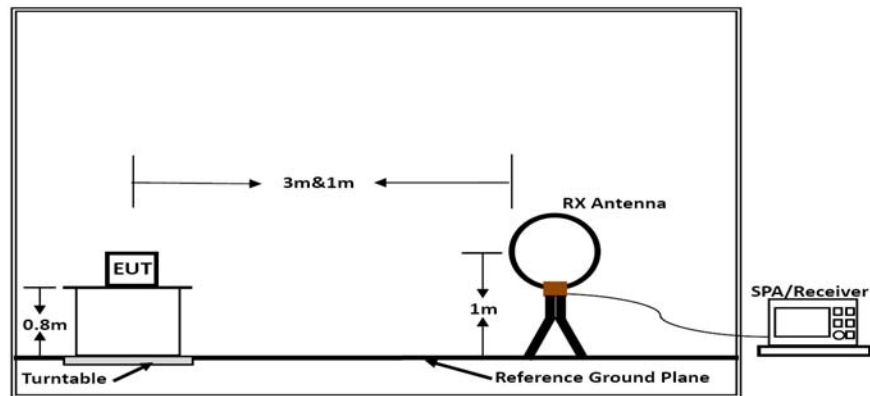 3m&1m
RX Antenna
EUT
SPA/Receiver
0.8m
1m
Turntable
Reference Ground Plane